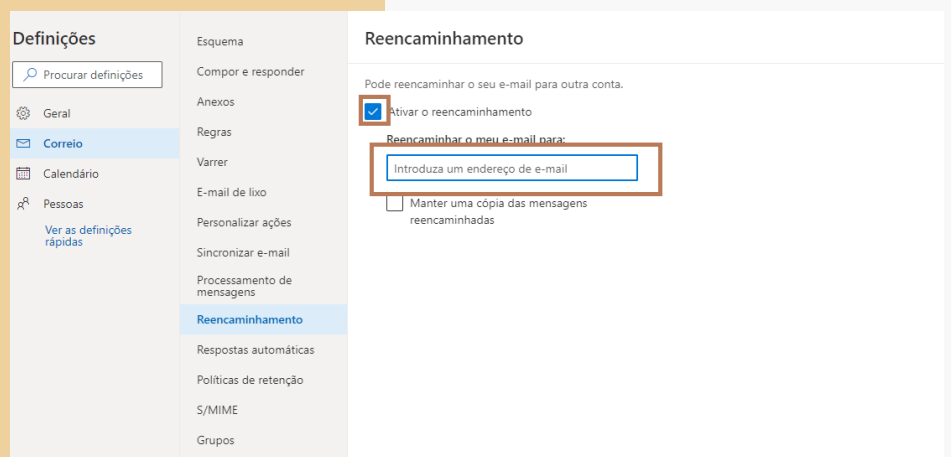 Definições
Procurar definições
Geral
Correio
Calendário
Pessoas
Ver as definições
rápidas
Esquema
Compor e responder
Anexos
Regras
Varrer
E-mail de lixo
Personalizar ações
Sincronizar e-mail
Processamento de
mensagens
Reencaminhamento
Respostas automáticas
Políticas de retenção
S/MIME
Grupos
Reencaminhamento
Pode reencaminhar o seu e-mail para outra conta.
Ativar o reencaminhamento
Reencaminhar o meu e-mail para:
Introduza um endereço de e-mail
Manter uma cópia das mensagens
reencaminhadas